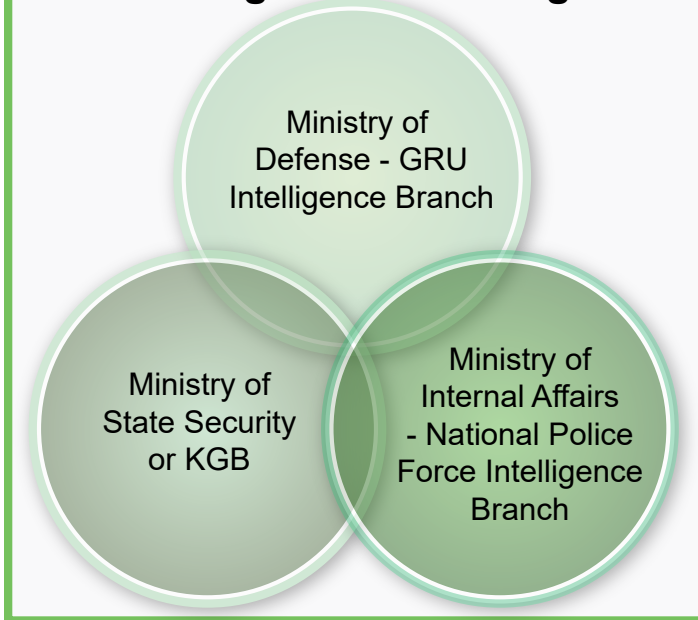 Ministry of
Defense - GRU
Intelligence Branch
Ministry of
State Security
or KGB
Ministry of
Internal Affairs
- National Police
Force Intelligence
Branch